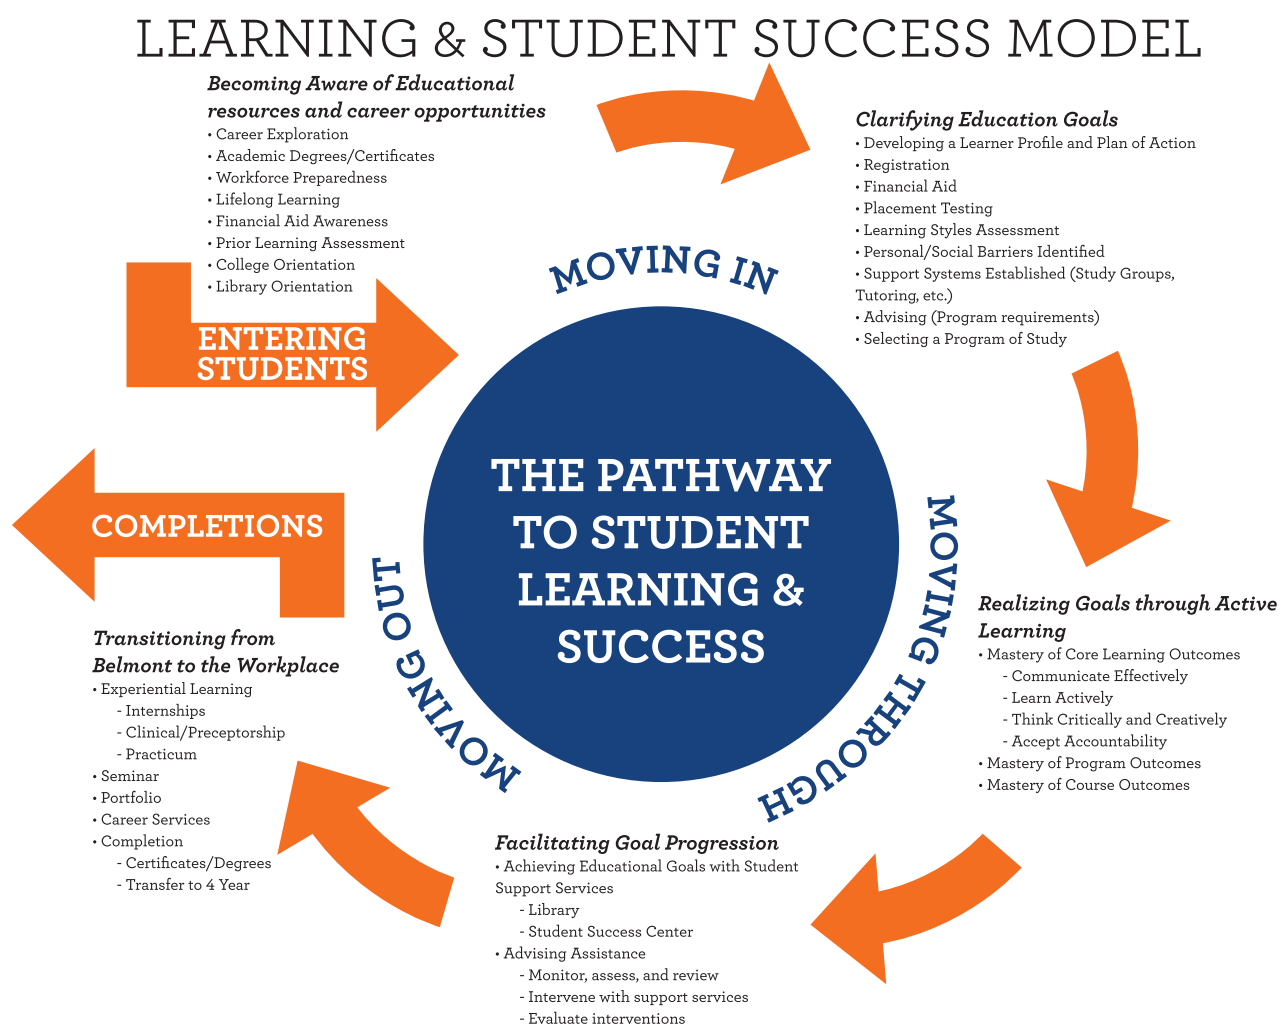 LEARNING & STUDENT SUCCESS MODEL
Becoming Aware of Educational
resources and career opportunities
• Career Exploration
• Academic Degrees/Certificates
• Workforce Preparedness
• Lifelong Learning
• Financial Aid Awareness
• Prior Learning Assessment
• College Orientation
• Library Orientation
Clarifying Education Goals
• Developing a Learner Profile and Plan of Action
• Registration
• Financial Aid
• Placement Testing
• Learning Styles Assessment
• Personal/Social Barriers Identified
• Support Systems Established (Study Groups,
Tutoring, etc.)
• Advising (Program requirements)
• Selecting a Program of Study
MOVING IN
ENTERING
STUDENTS
THE PATHWAY
TO STUDENT
LEARNING &
SUCCESS
MOVING THROUGH
COMPLETIONS
MOVING OUT
Realizing Goals through Active
Learning
• Mastery of Core Learning Outcomes
- Communicate Effectively
- Learn Actively
- Think Critically and Creatively
- Accept Accountability
• Mastery of Program Outcomes
• Mastery of Course Outcomes
Transitioning from
Belmont to the Workplace
• Experiential Learning
- Internships
- Clinical/Preceptorship
- Practicum
• Seminar
• Portfolio
• Career Services
• Completion
- Certificates/Degrees
- Transfer to 4 Year
Facilitating Goal Progression
• Achieving Educational Goals with Student
Support Services
- Library
- Student Success Center
• Advising Assistance
- Monitor, assess, and review
- Intervene with support services
- Evaluate interventions